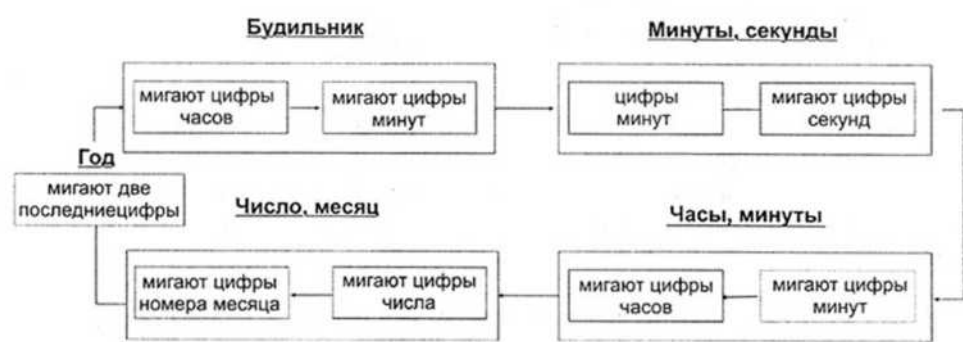 Будильник
Минуты, секунды
мигают цифры
часов
мигают цифры
минут
цифры
минут
мигают цифры
секунд
Год
мигают две
последниецифры
Число, месяц
Часы, минуты
мигают цифры
номера месяца
мигают цифры
числа
мигают цифры
часов
мигают цифры
минут